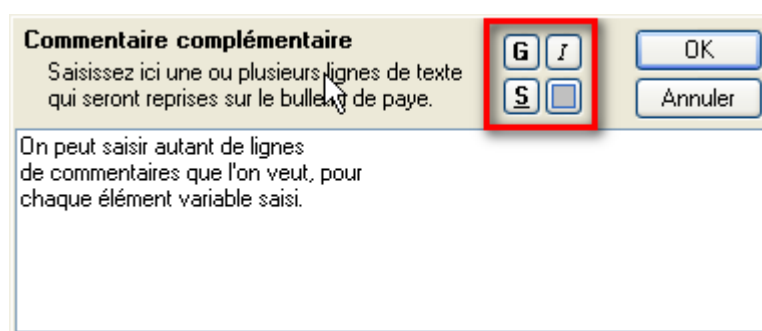 Commentaire complémentaire
Saisissez ici une ou plusieurs lignes de texte
qui seront reprises sur le bulletin de paye.
G I
S
OK
Annuler
On peut saisir autant de lignes
de commentaires que l'on veut, pour
chaque élément variable saisi.